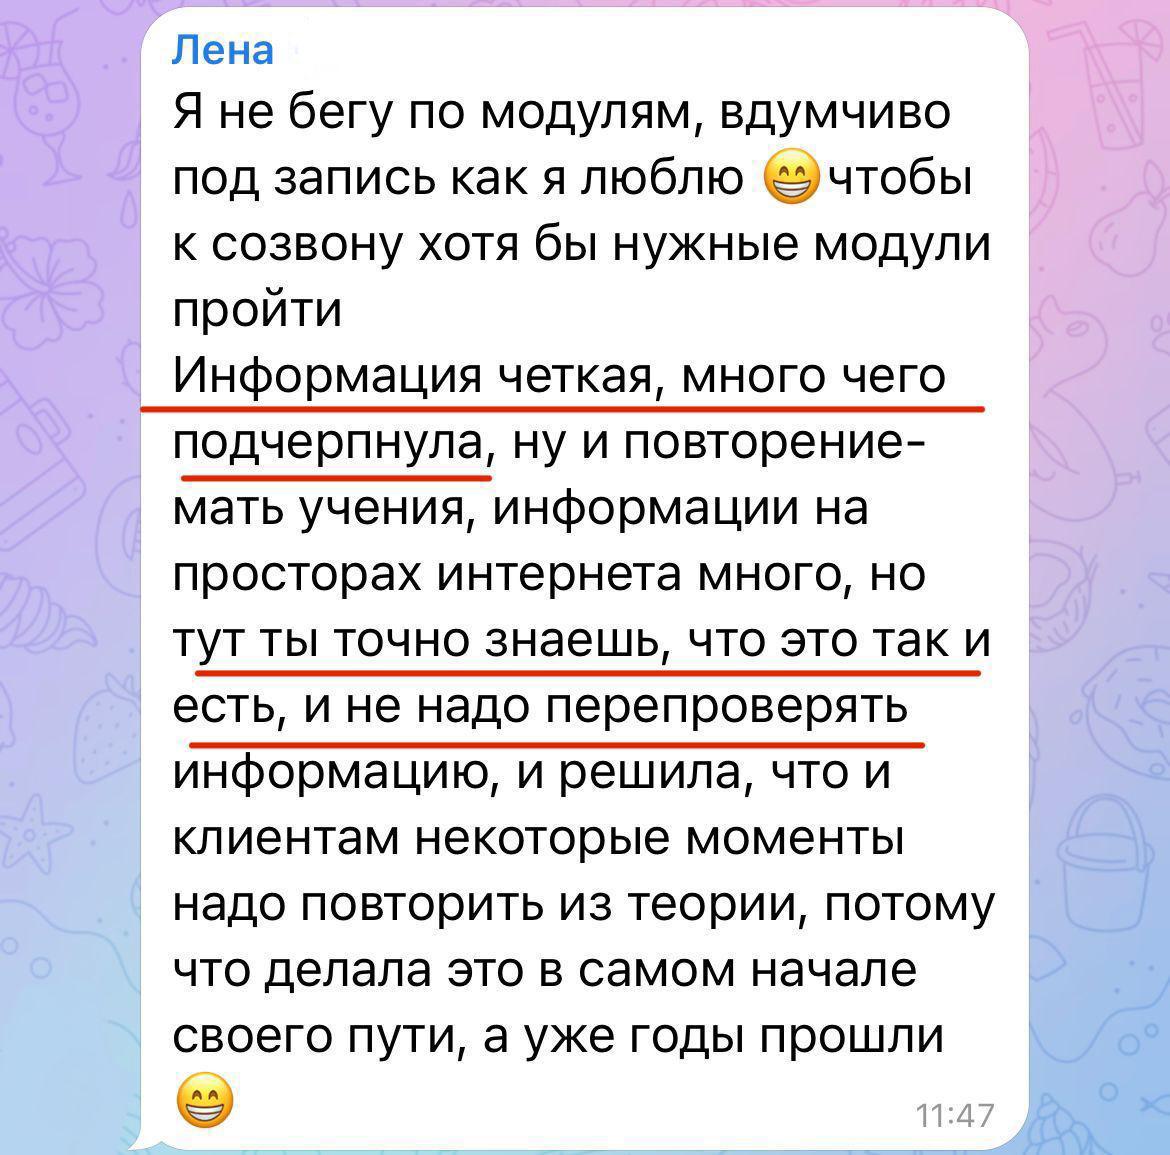 Лена
Я не бегу по модулям, вдумчиво
под запись как я люблю 😁чтобы
к созвону хотя бы нужные модули
пройти
Информация четкая, много чего
подчерпнула, ну и повторение-
мать учения, информации на
просторах интернета много, но
тут ты точно знаешь, что это так и
есть, и не надо перепроверять
информацию, и решила, что и
клиентам некоторые моменты
надо повторить из теории, потому
что делала это в самом начале
своего пути, а уже годы прошли
😁
11:47